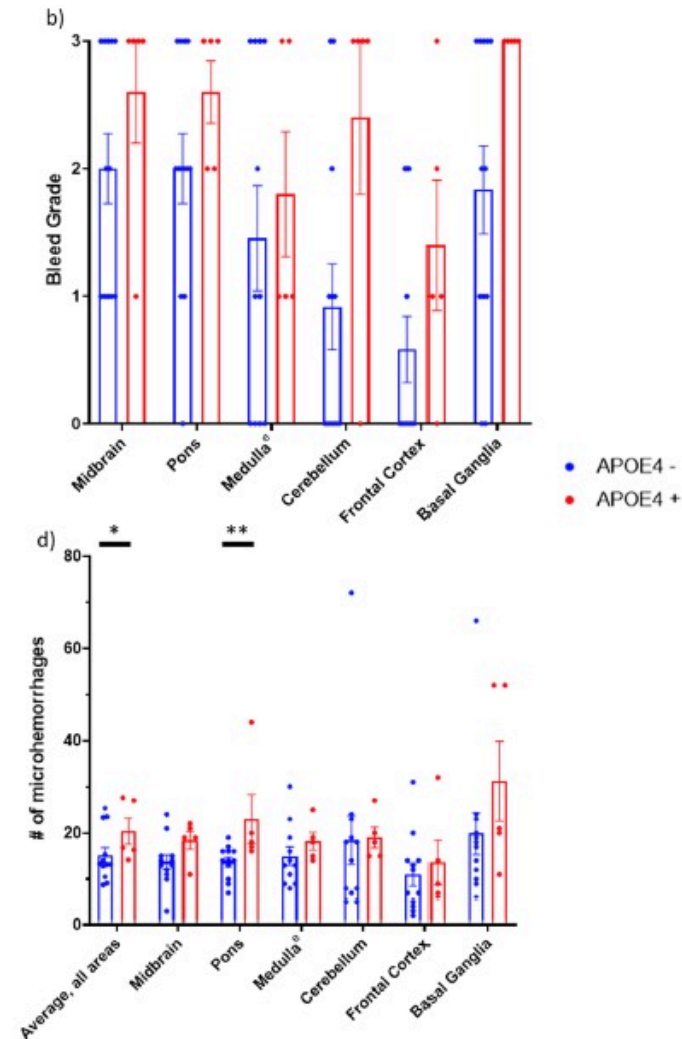 b)
3
2
1
0
Bleed Grade
Midbrain
Pons
Medulla^e
Cerebellum
Frontal Cortex
Basal Ganglia
APOE4 -
APOE4 +
d)
*
**
80
60
40
20
0
# of microhemorrhages
Average, all areas
Midbrain
Pons
Medulla^e
Cerebellum
Frontal Cortex
Basal Ganglia